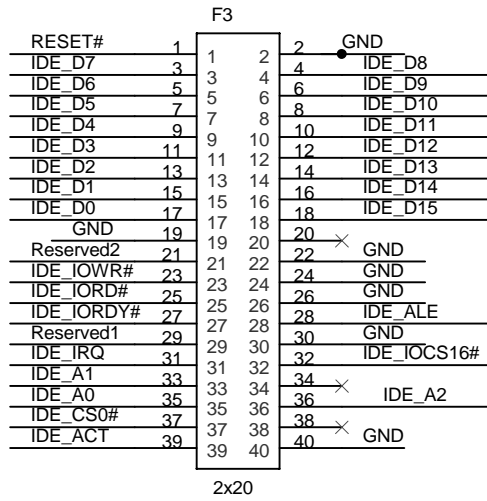 F3
RESET# 1 1 2 2 GND
IDE_D7 3 3 4 4 IDE_D8
IDE_D6 5 5 6 6 IDE_D9
IDE_D5 7 7 8 8 IDE_D10
IDE_D4 9 9 10 10 IDE_D11
IDE_D3 11 11 12 12 IDE_D12
IDE_D2 13 13 14 14 IDE_D13
IDE_D1 15 15 16 16 IDE_D14
IDE_D0 17 17 18 18 IDE_D15
GND 19 19 20 20
Reserved2 21 21 22 22 GND
IDE_IOWR# 23 23 24 24 GND
IDE_IORD# 25 25 26 26 GND
IDE_IORDY# 27 27 28 28 IDE_ALE
Reserved1 29 29 30 30 GND
IDE_IRQ 31 31 32 32 IDE_IOCS16#
IDE_A1 33 33 34 34
IDE_A0 35 35 36 36 IDE_A2
IDE_CS0# 37 37 38 38
IDE_ACT 39 39 40 40 GND
2x20